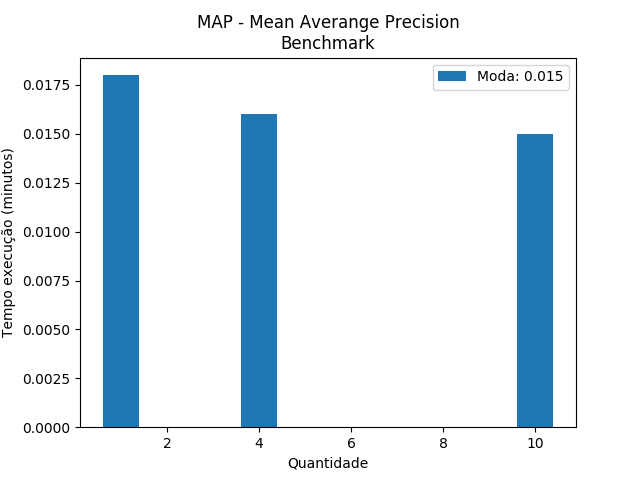 MAP - Mean Averange Precision
Benchmark
Moda: 0.015
Tempo execução (minutos)
0.0175
0.0150
0.0125
0.0100
0.0075
0.0050
0.0025
0.0000
2 4 6 8 10
Quantidade